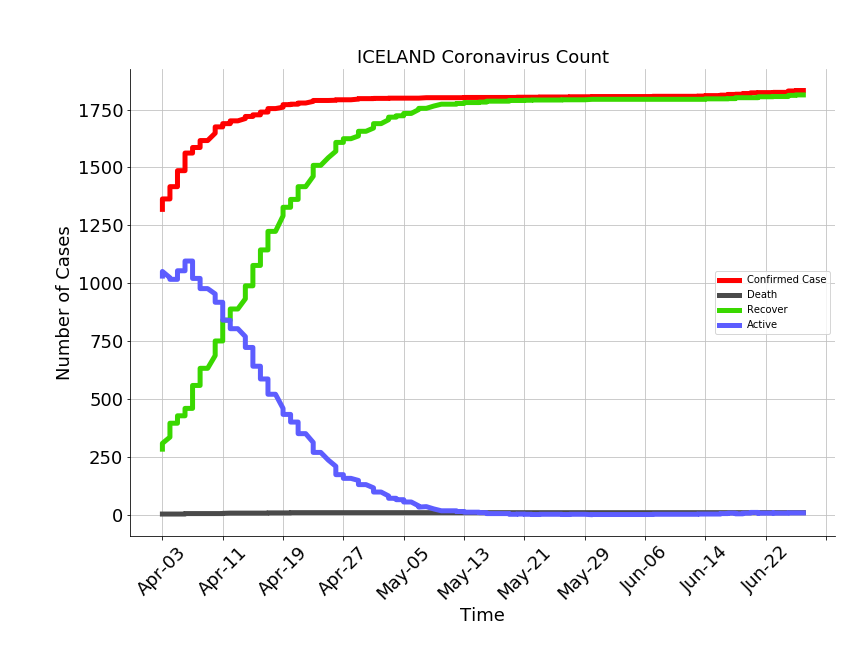 ICELAND Coronavirus Count
Number of Cases
1750
1500
1250
1000
750
500
250
0
Confirmed Case
Death
Recover
Active
Apr-03
Apr-11
Apr-19
Apr-27
May-05
May-13
May-21
May-29
Jun-06
Jun-14
Jun-22
Time